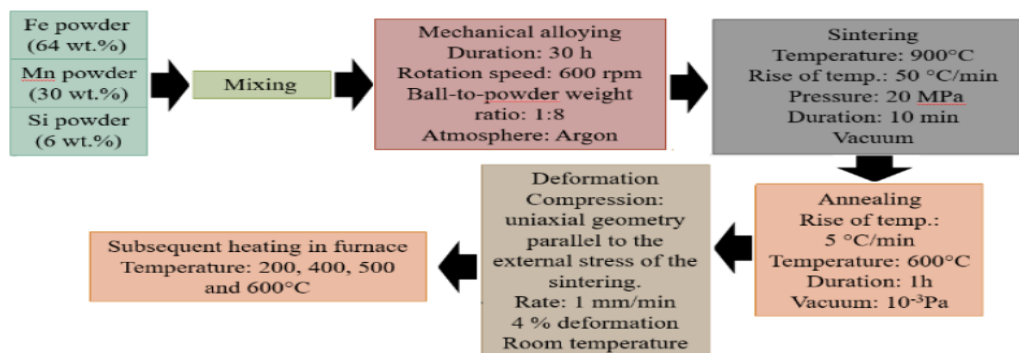 Fe powder
(64 wt.%)
Mn powder
(30 wt.%)
Si powder
(6 wt.%)
Mixing
Mechanical alloying
Duration: 30 h
Rotation speed: 600 rpm
Ball-to-powder weight
ratio: 1:8
Atmosphere: Argon
Sintering
Temperature: 900°C
Rise of temp.: 50 °C/min
Pressure: 20 MPa
Duration: 10 min
Vacuum
Annealing
Rise of temp.:
5 °C/min
Temperature: 600°C
Duration: 1h
Vacuum: 10⁻³Pa
Deformation
Compression:
uniaxial geometry
parallel to the
external stress of the
sintering.
Rate: 1 mm/min
4 % deformation
Room temperature
Subsequent heating in furnace
Temperature: 200, 400, 500
and 600°C